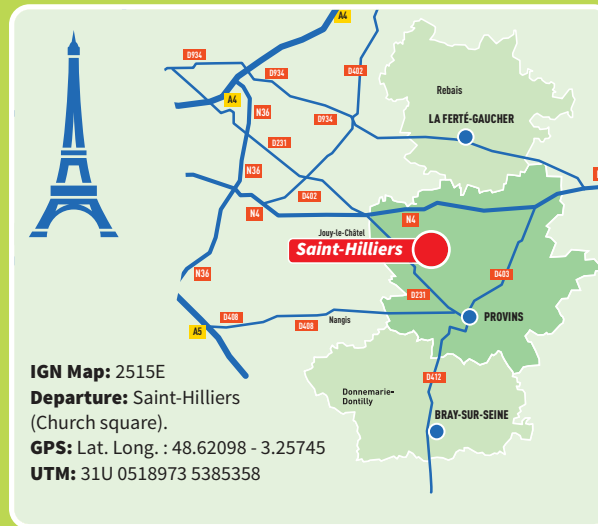 A4
D934
D934
D402
A4
N36
D934
D231
Rebais
LA FERTÉ-GAUCHER
N36
D402
N4
N4
Jouy-le-Châtel
Saint-Hilliers
N36
D403
D231
A5
D408
D408
Nangis
PROVINS
D412
Donnemarie-
Dontilly
BRAY-SUR-SEINE
IGN Map: 2515E
Departure: Saint-Hilliers
(Church square).
GPS: Lat. Long. : 48.62098 - 3.25745
UTM: 31U 0518973 5385358